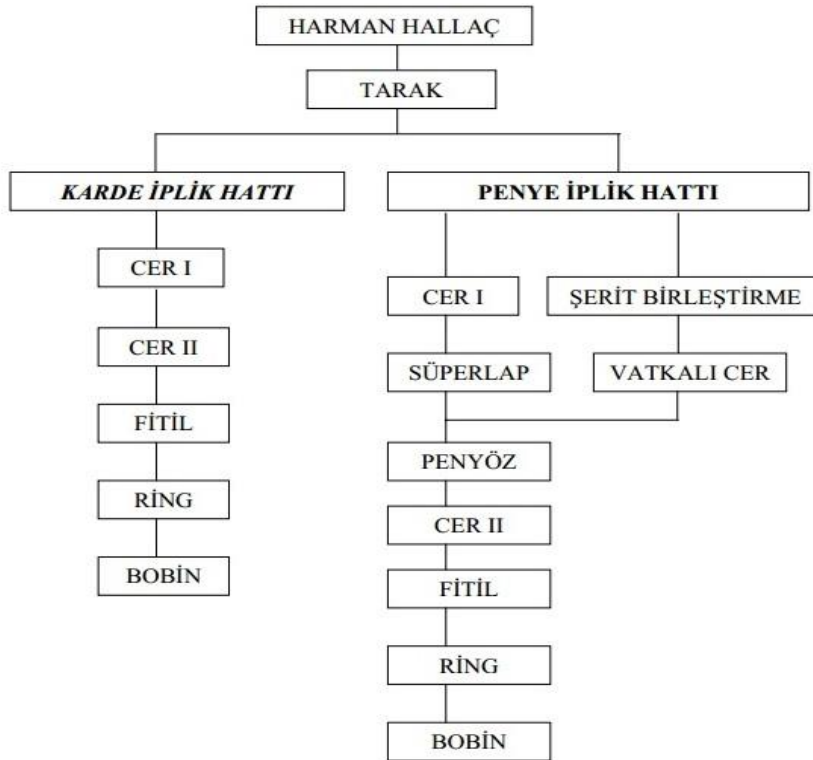 HARMAN HALLAÇ
TARAK
KARDE İPLİK HATTI
CER I
CER II
FİTİL
RİNG
BOBİN
PENYE İPLİK HATTI
CER I
ŞERİT BİRLEŞTİRME
SÜPERLAP
VATKALI CER
PENYÖZ
CER II
FİTİL
RİNG
BOBİN